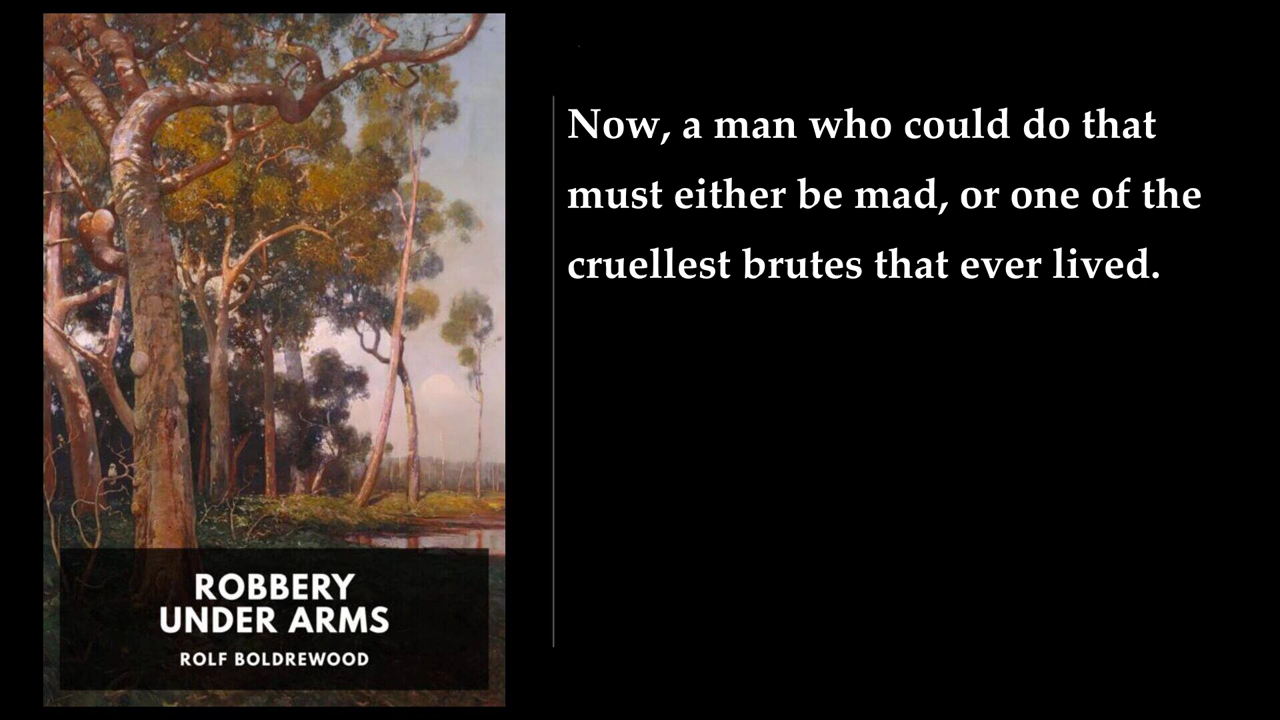 Now, a man who could do that
must either be mad, or one of the
cruellest brutes that ever lived.
ROBBERY
UNDER ARMS
ROLF BOLDREWOOD